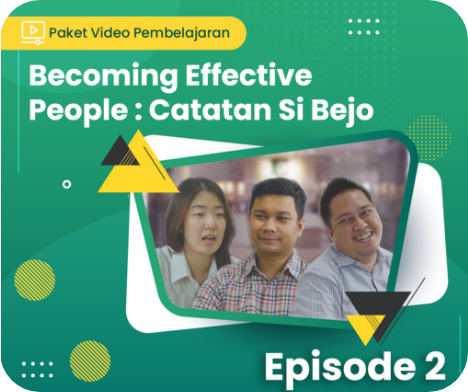 Paket Video Pembelajaran
Becoming Effective
People : Catatan Si Bejo
Episode 2